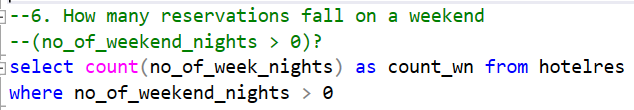 --6. How many reservations fall on a weekend
--(no_of_weekend_nights > 0)?
select count(no_of_week_nights) as count_wn from hotelres
where no_of_weekend_nights > 0